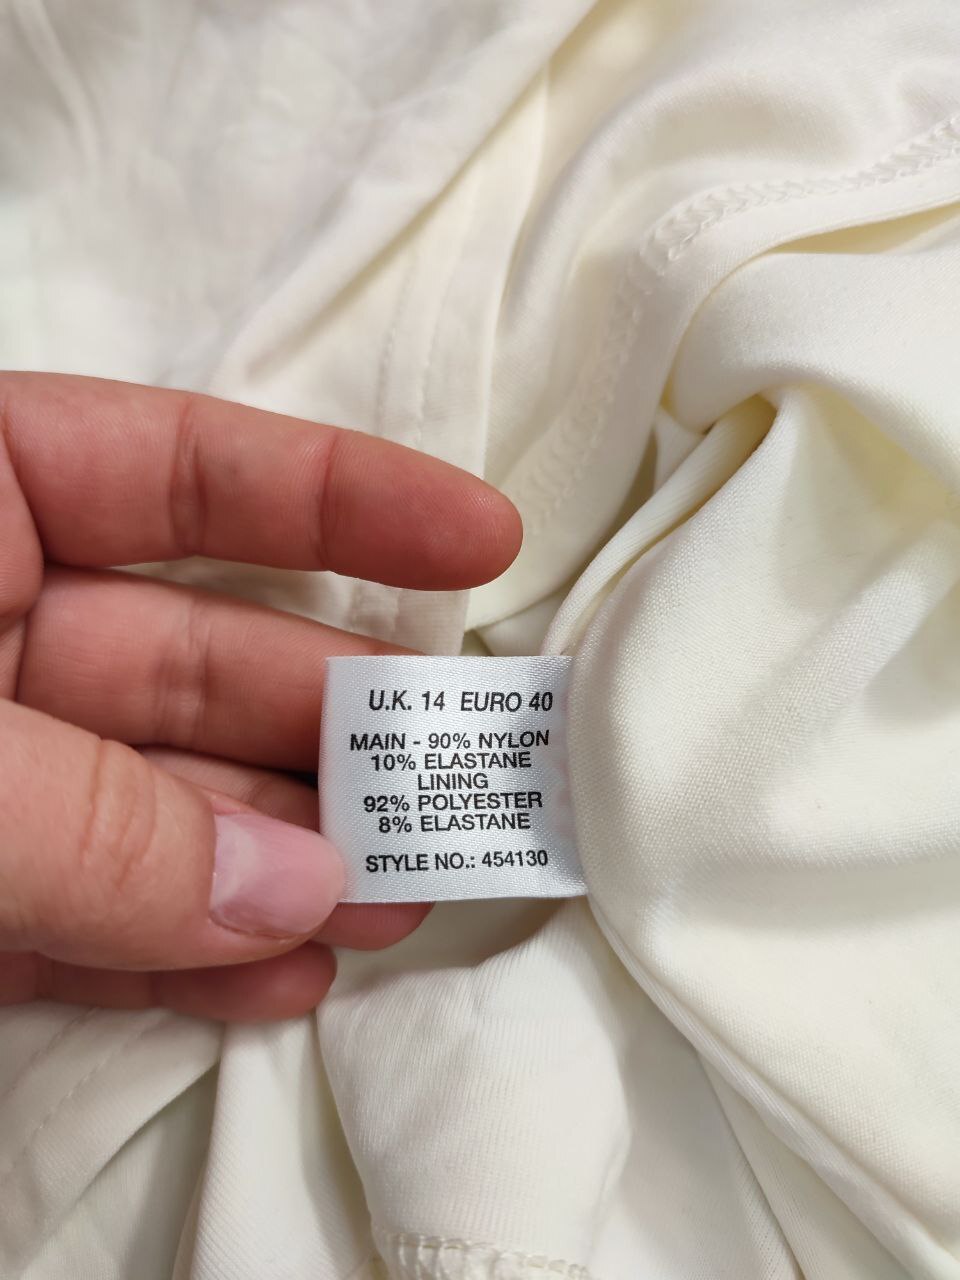 U.K. 14 EURO 40
MAIN - 90% NYLON
10% ELASTANE
LINING
92% POLYESTER
8% ELASTANE
STYLE NO.: 454130